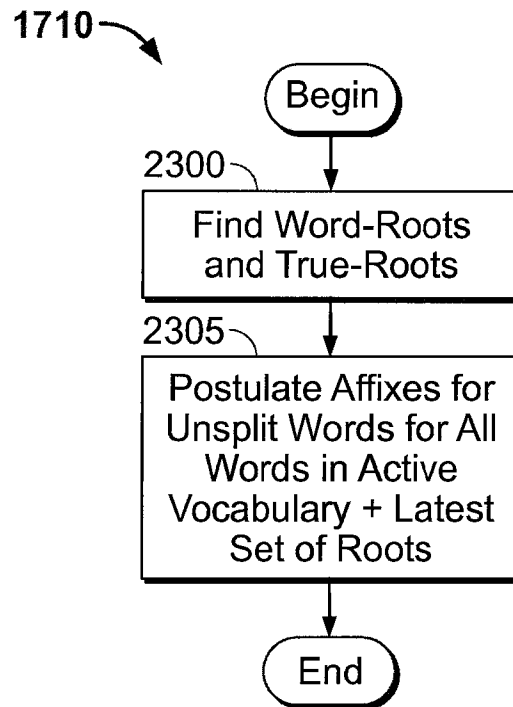 1710
Begin
2300
Find Word-Roots
and True-Roots
2305
Postulate Affixes for
Unsplit Words for All
Words in Active
Vocabulary + Latest
Set of Roots
End